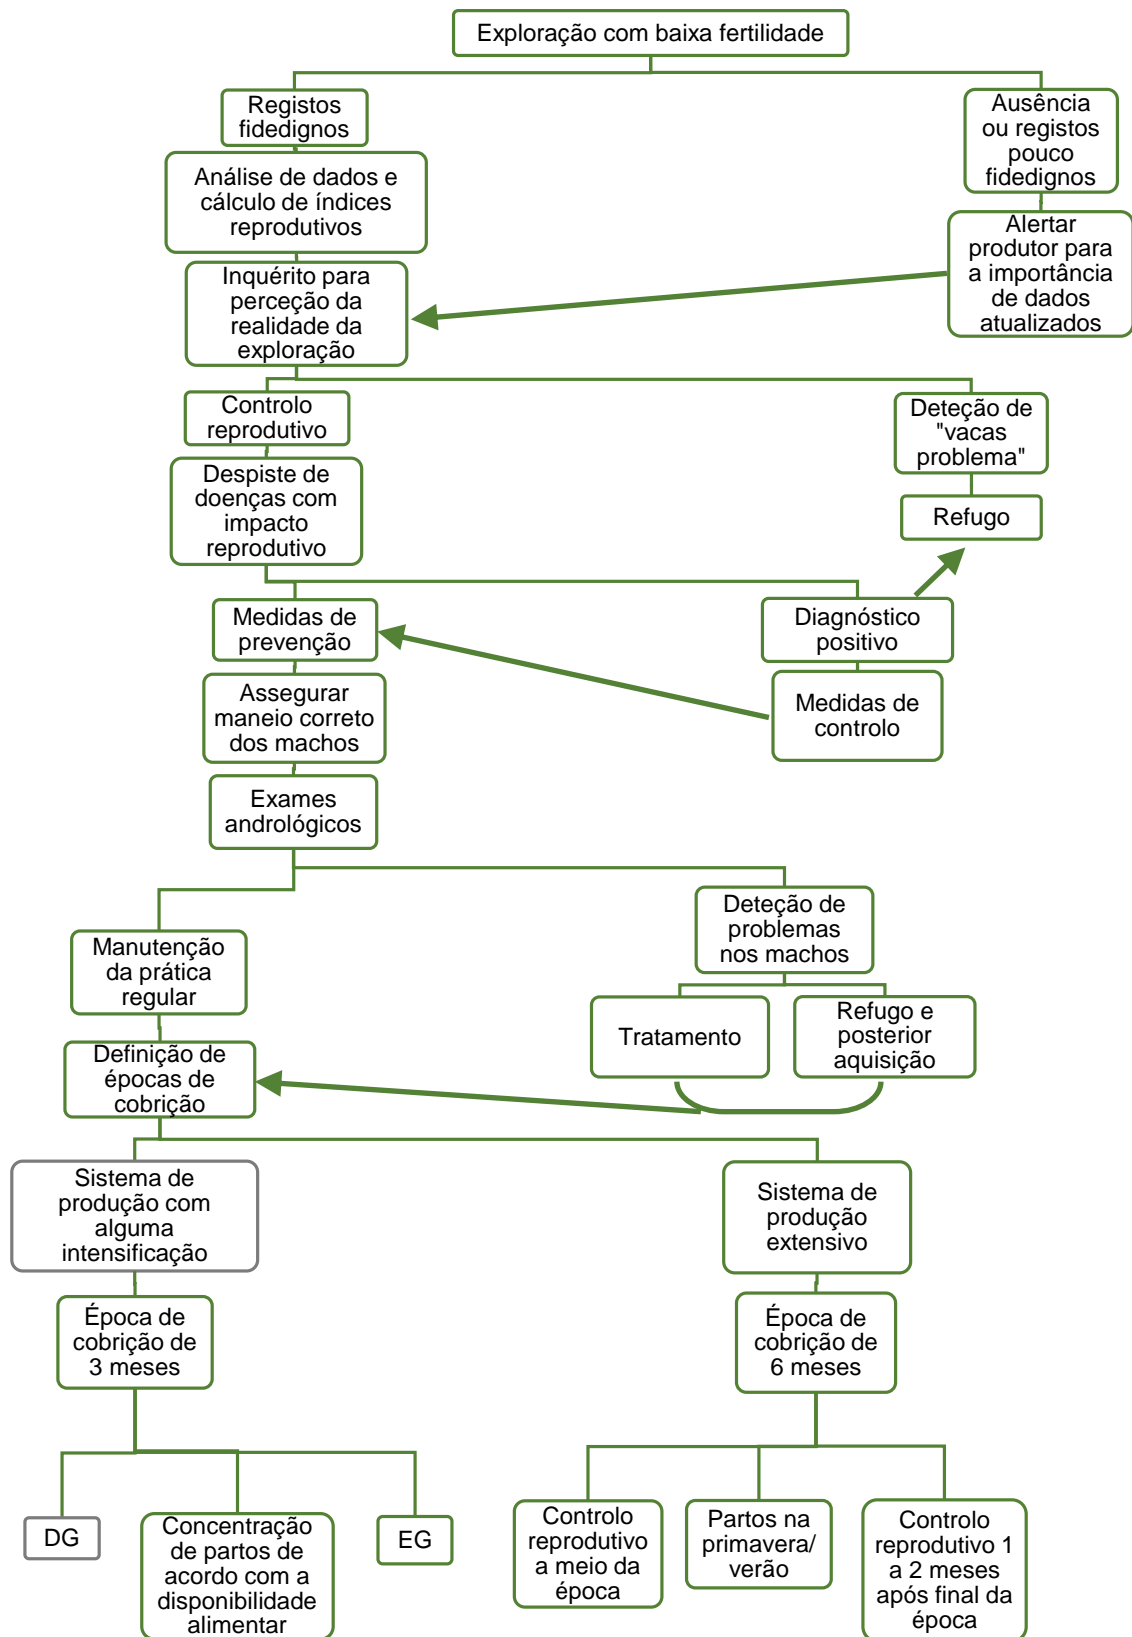 Exploração com baixa fertilidade
Registos
fidedignos
Ausência
ou registos
pouco
fidedignos
Análise de dados e
cálculo de índices
reprodutivos
Alertar
produtor para
a importância
de dados
atualizados
Inquérito para
perceção da
realidade da
exploração
Controlo
reprodutivo
Deteção de
"vacas
problema"
Despiste de
doenças com
impacto
reprodutivo
Refugo
Medidas de
prevenção
Diagnóstico
positivo
Assegurar
maneio correto
dos machos
Medidas de
controlo
Exames
andrológicos
Manutenção
da prática
regular
Deteção de
problemas
nos machos
Tratamento
Refugo e
posterior
aquisição
Definição de
épocas de
cobrição
Sistema de
produção com
alguma
intensificação
Sistema de
produção
extensivo
Época de
cobrição de
3 meses
Época de
cobrição de
6 meses
DG
Concentração
de partos de
acordo com a
disponibilidade
alimentar
EG
Controlo
reprodutivo
a meio da
época
Partos na
primavera/
verão
Controlo
reprodutivo 1
a 2 meses
após final da
época